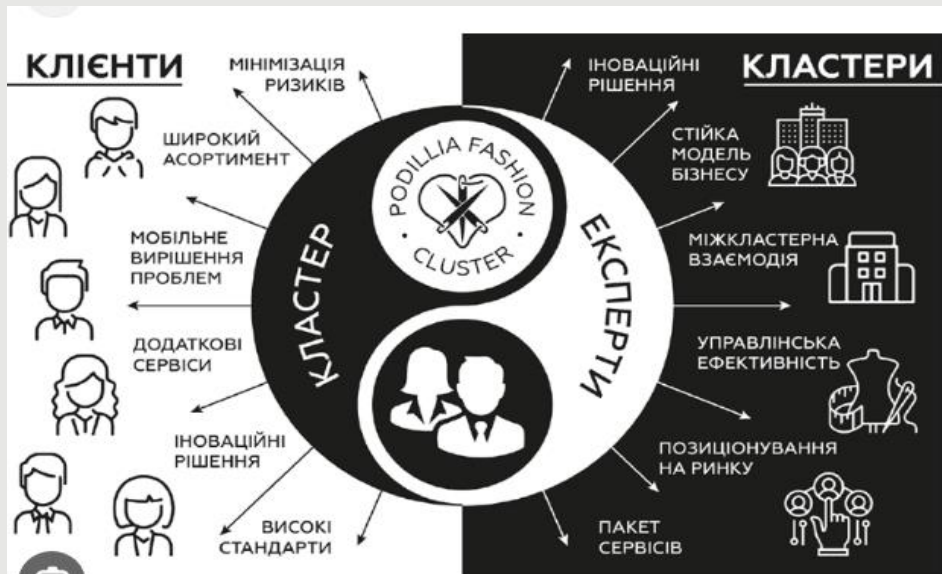 КЛІЄНТИ
МІНІМІЗАЦІЯ
РИЗИКІВ
ШИРОКИЙ
АСОРТИМЕНТ
МОБІЛЬНЕ
ВИРІШЕННЯ
ПРОБЛЕМ
ДОДАТКОВІ
СЕРВІСИ
ІНОВАЦІЙНІ
РІШЕННЯ
ВИСОКІ
СТАНДАРТИ
КЛАСТЕР
PODILLIA FASHION
CLUSTER
ЕКСПЕРТИ
КЛАСТЕРИ
ІНОВАЦІЙНІ
РІШЕННЯ
СТІЙКА
МОДЕЛЬ
БІЗНЕСУ
МІЖКЛАСТЕРНА
ВЗАЄМОДІЯ
УПРАВЛІНСЬКА
ЕФЕКТИВНІСТЬ
ПОЗИЦІОНУВАННЯ
НА РИНКУ
ПАКЕТ
СЕРВІСІВ